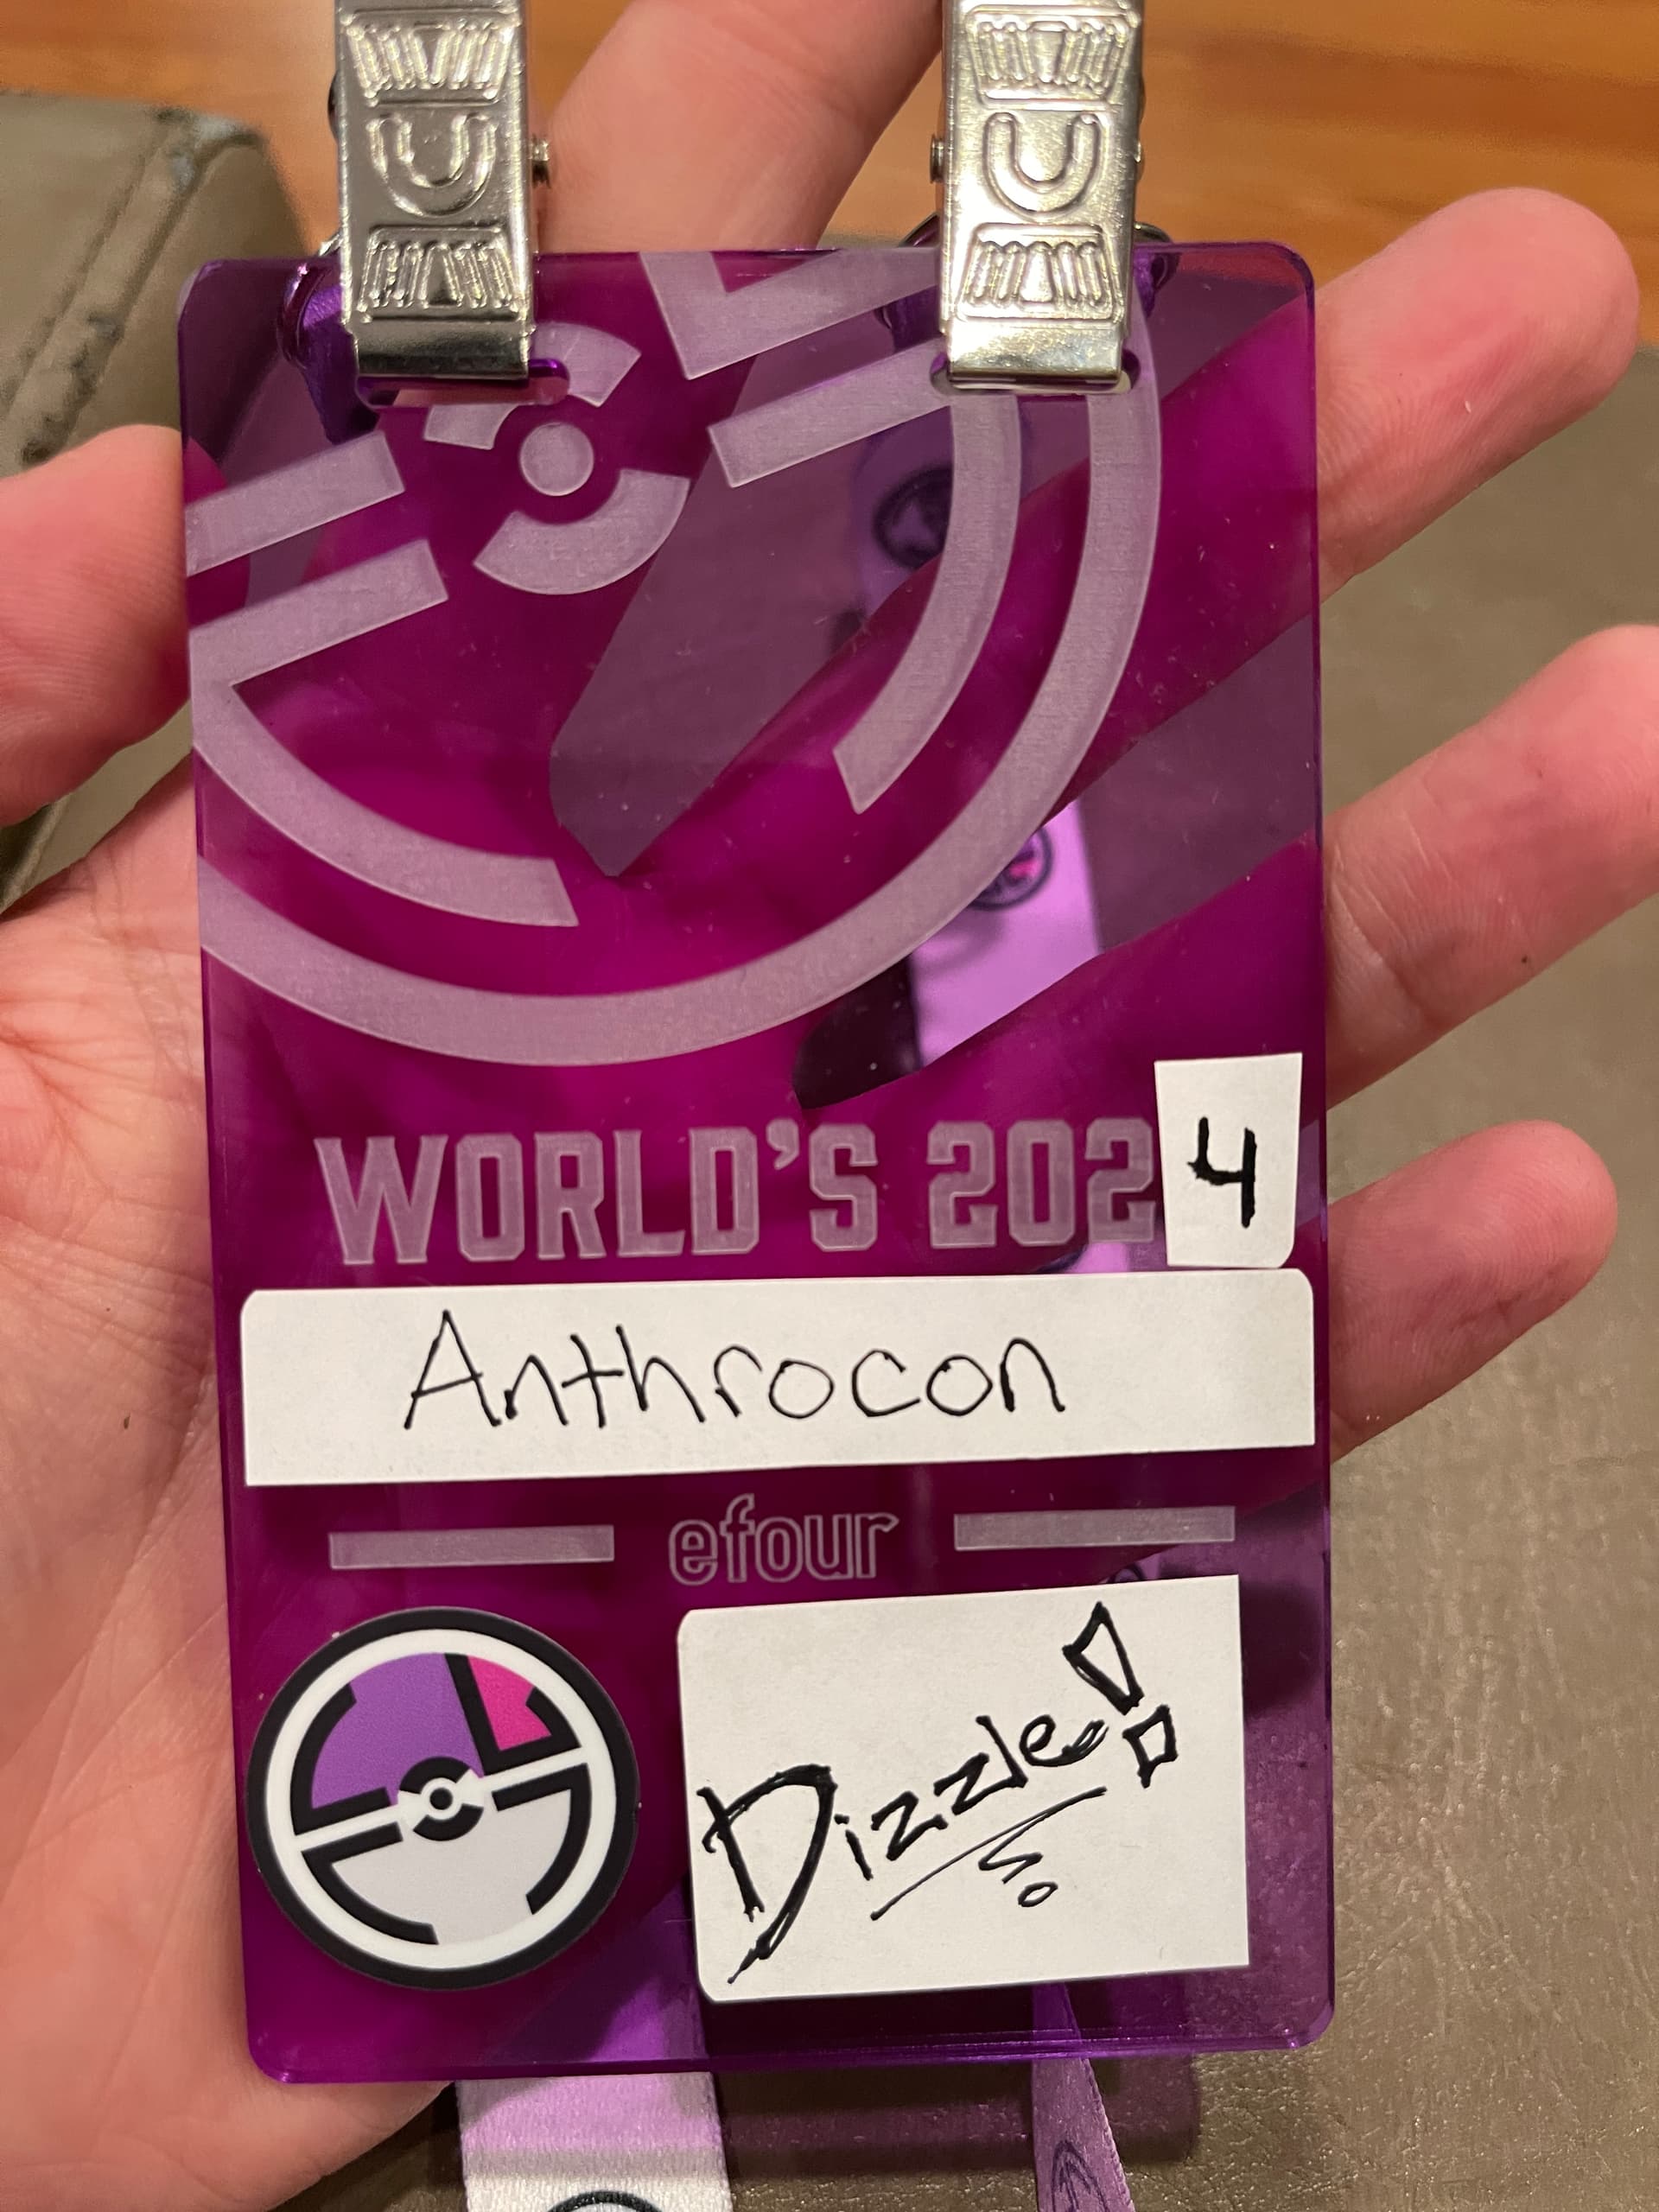 WORLD'S 2024
Anthrocon
efour
Dizzle!